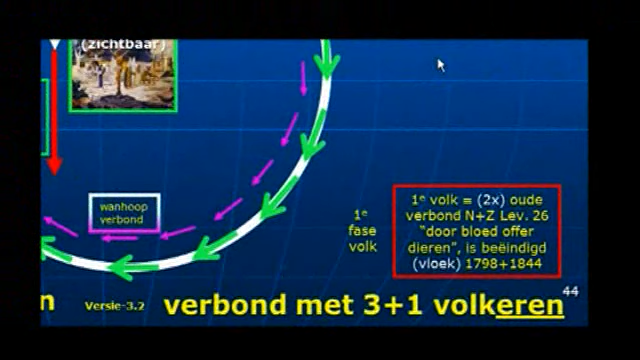 (zichtbaar)
wanhoop
verbond
1e
fase
volk
1e volk = (2x) oude
verbond N+Z Lev. 26
"door bloed offer
dieren", is beëindigd
(vloek) 1798+1844
n Versie-3.2 verbond met 3+1 volkeren 44